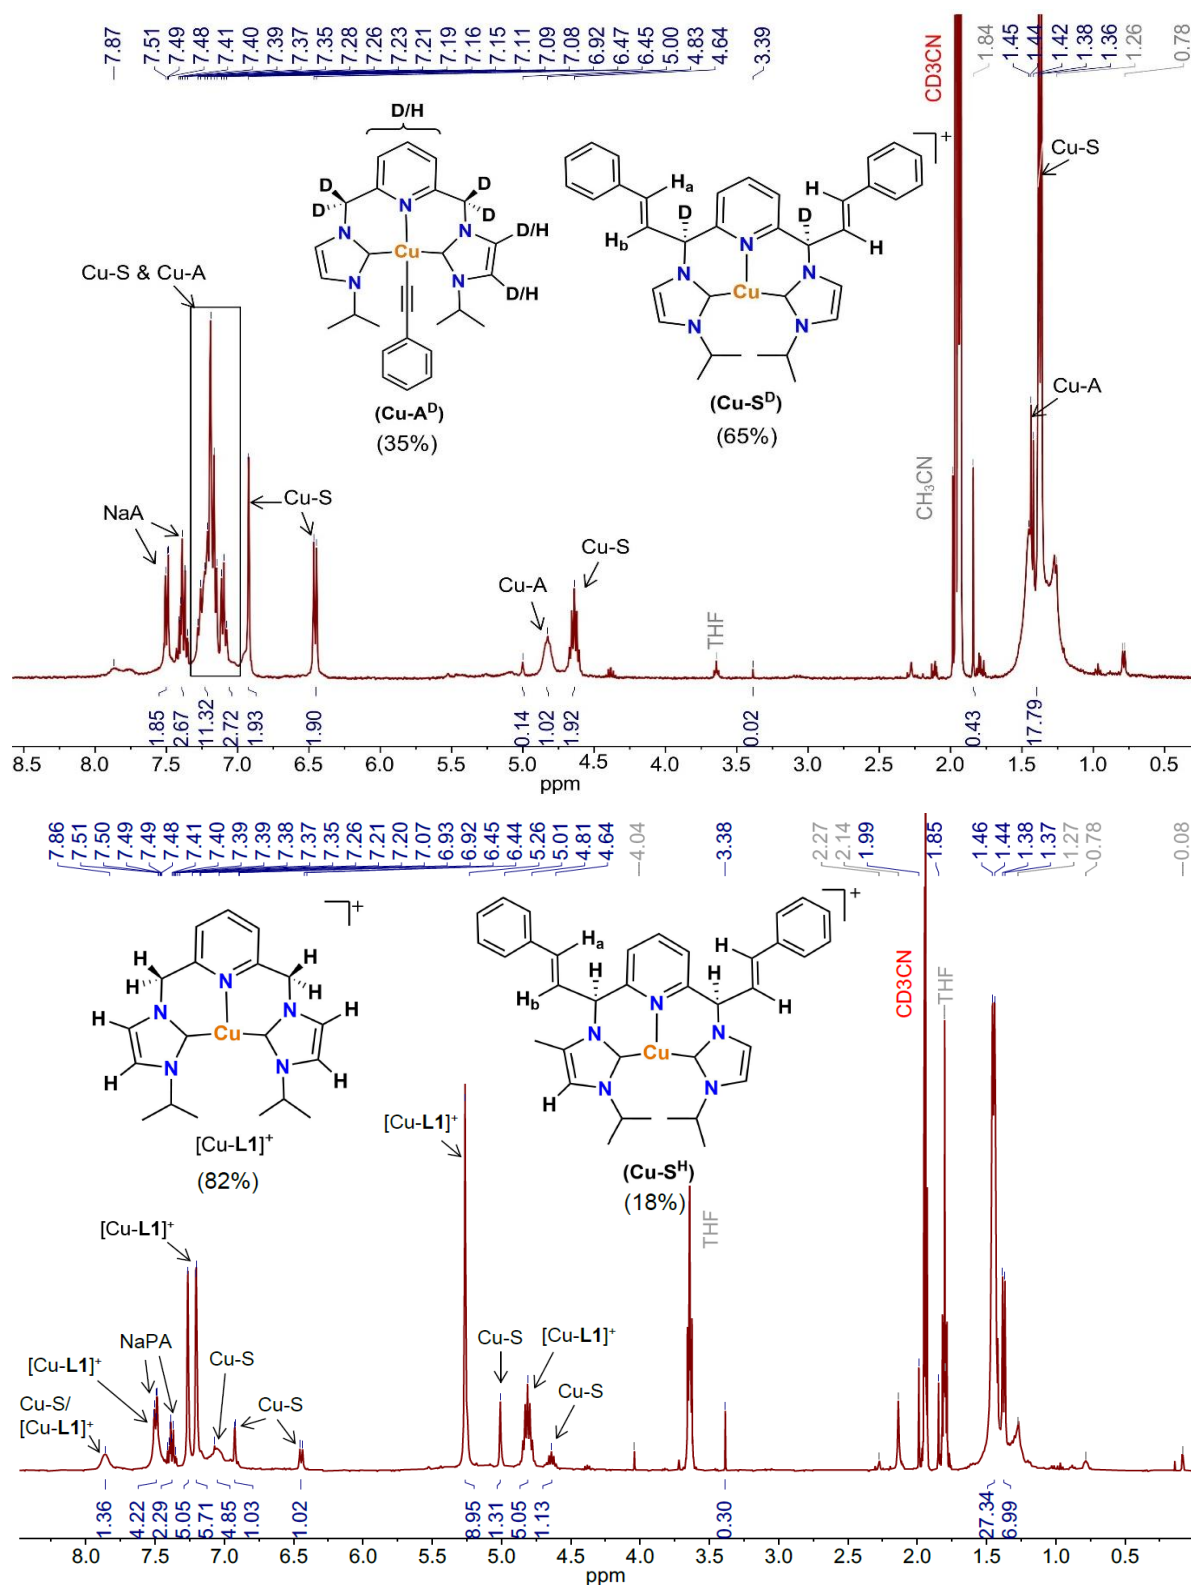 7.87 7.51 7.49 7.48 7.41 7.40 7.39 7.37 7.35 7.28 7.26 7.23 7.21 7.19 7.16 7.15 7.11 7.09 7.08 6.92 6.47 6.45 5.00 4.83 4.64 3.39 1.84 1.45 1.44 1.42 1.38 1.36 1.26 0.78
CD3CN
D/H
D D D D
N
N N D/H
Cu
N N D/H
(Cu-Aᴰ)
(35%)
]⁺
Hₐ H
D D
H_b H
N
N N
Cu
N N
(Cu-Sᴰ)
(65%)
Cu-S
Cu-S & Cu-A
Cu-A
CH₃CN
NaA
Cu-S
Cu-A
Cu-S
THF
1.85 2.67 11.32 2.72 1.93 1.90 0.14 1.02 1.92 0.02 0.43 17.79
8.5 8.0 7.5 7.0 6.5 6.0 5.5 5.0 4.5 4.0 3.5 3.0 2.5 2.0 1.5 1.0 0.5
ppm
7.86 7.51 7.50 7.49 7.49 7.48 7.41 7.40 7.39 7.39 7.38 7.37 7.35 7.26 7.21 7.20 7.07 6.93 6.92 6.45 6.44 5.26 5.01 4.81 4.64 4.04 3.38 2.27 2.14 1.99 1.85 1.46 1.44 1.38 1.37 1.27 0.78 0.08
]⁺
H H
H H
N
N N
H H
Cu
N N
H H
[Cu-L1]⁺
(82%)
]⁺
Hₐ H
H H
H_b H
N
N N
Cu
H N N
(Cu-Sᴴ)
(18%)
CD3CN
THF
[Cu-L1]⁺
THF
[Cu-L1]⁺
NaPA
[Cu-L1]⁺
Cu-S
Cu-S/
[Cu-L1]⁺
Cu-S
Cu-S
[Cu-L1]⁺
Cu-S
1.36 4.22 2.29 5.05 5.71 4.85 1.03 1.02 8.95 1.31 5.05 1.13 0.30 27.34 6.99
8.0 7.5 7.0 6.5 6.0 5.5 5.0 4.5 4.0 3.5 3.0 2.5 2.0 1.5 1.0 0.5
ppm